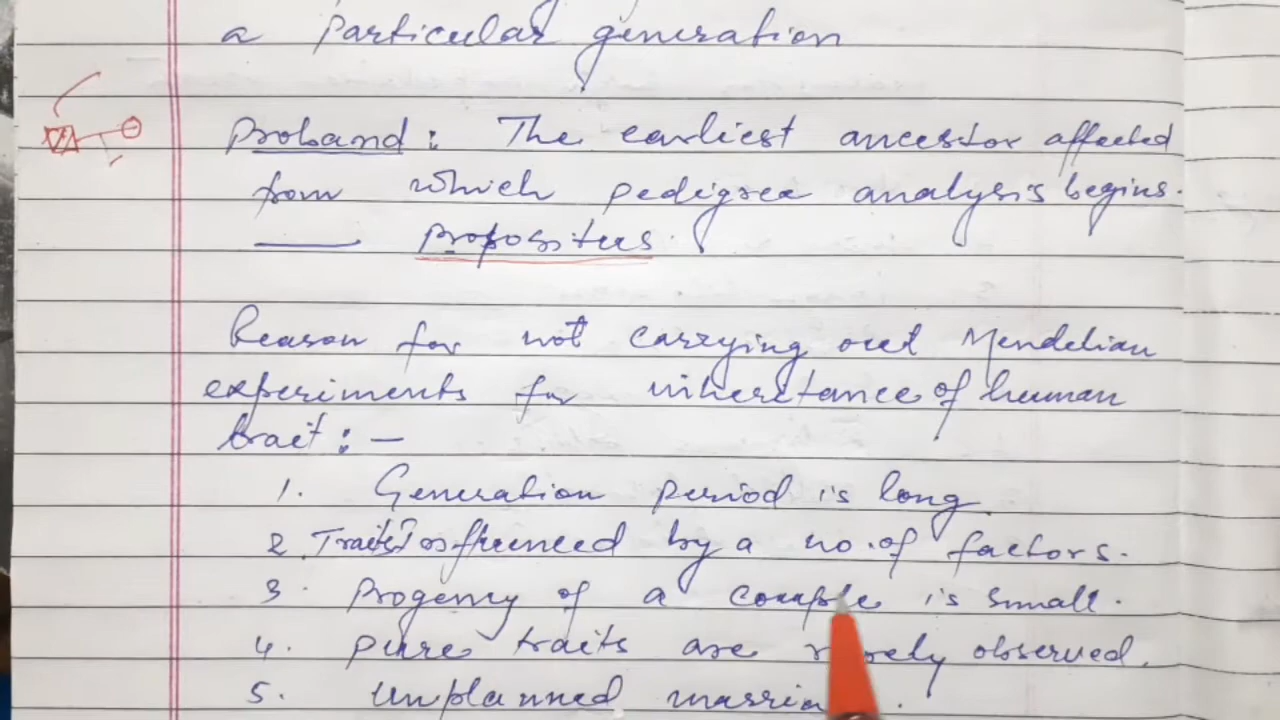 a particular generation
Proband : The earliest ancestor affected
from which pedigree analysis begins.
propositus.
Reason for not carrying out Mendelian
experiments for inheritance of human
trait : -
1. Generation period is long.
2. Traits by a no. of factors.
3. Progeny of a couple is small.
4. Pure traits are rarely observed.
5. Unplanned